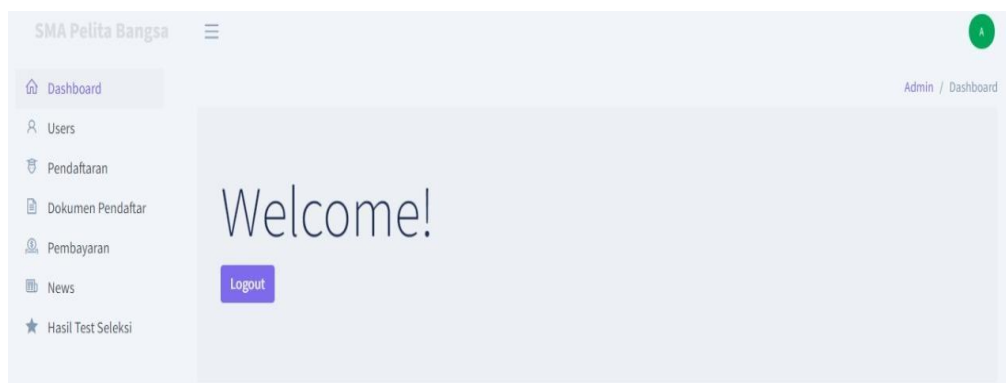 SMA Pelita Bangsa
A
Admin / Dashboard
Dashboard
Users
Pendaftaran
Dokumen Pendaftar
Pembayaran
News
Hasil Test Seleksi
Welcome!
Logout